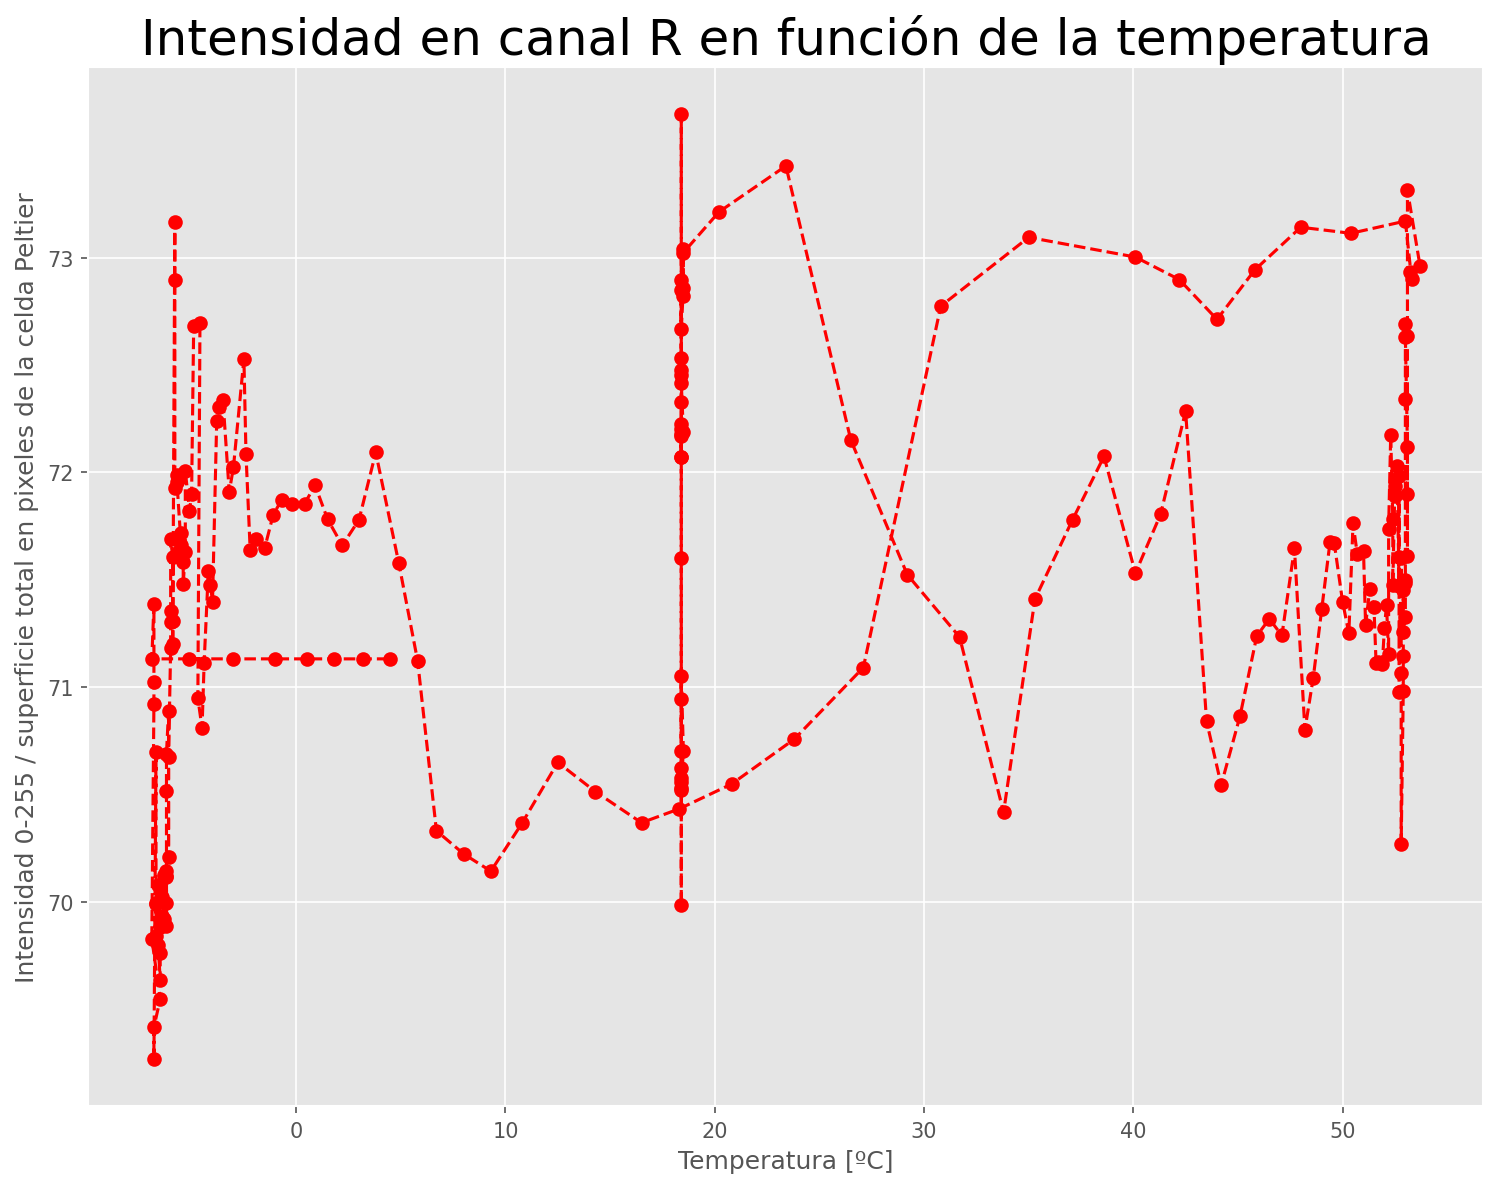 Intensidad en canal R en función de la temperatura
Intensidad 0-255 / superficie total en pixeles de la celda Peltier
73
72
71
70
0 10 20 30 40 50
Temperatura [ºC]